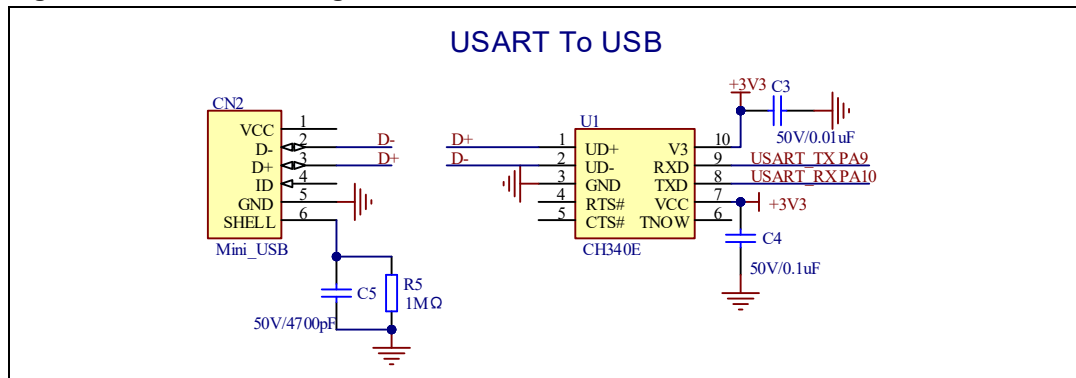 USART To USB
CN2
VCC 1
D- 2
D+ 3
ID 4
GND 5
SHELL 6
Mini_USB
D-
D+
D+
D-
U1
1 UD+ V3 10
2 UD- RXD 9
3 GND TXD 8
4 RTS# VCC 7
5 CTS# TNOW 6
CH340E
+3V3
C3
50V/0.01uF
USART_TX PA9
USART_RX PA10
+3V3
C4
50V/0.1uF
C5
50V/4700pF
R5
1MΩ